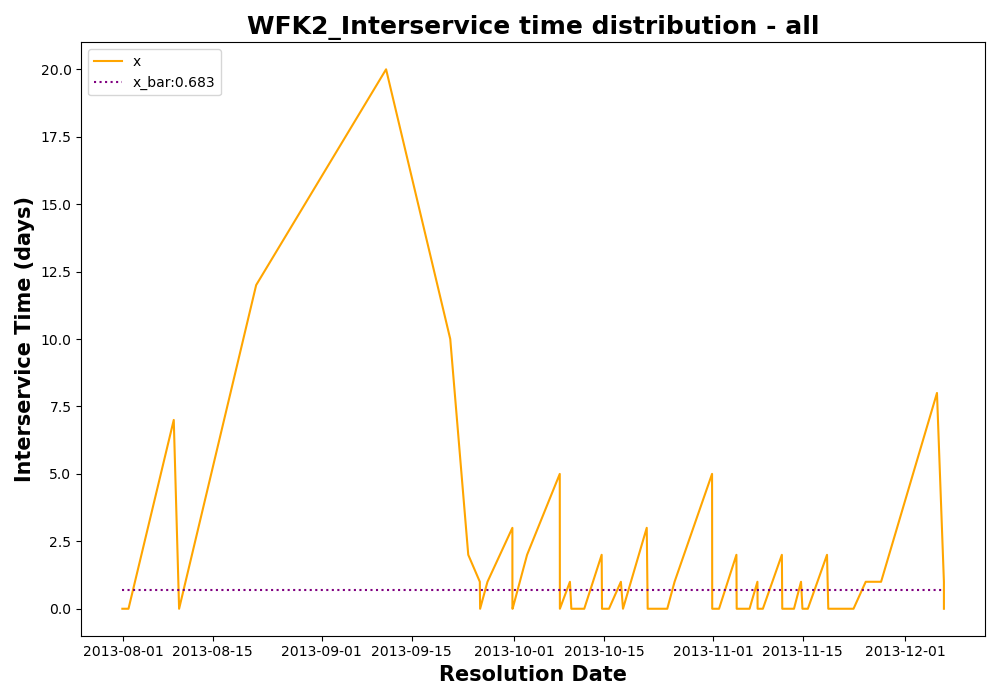 WFK2_Interservice time distribution - all
x
x_bar:0.683
Interservice Time (days)
20.0
17.5
15.0
12.5
10.0
7.5
5.0
2.5
0.0
2013-08-01 2013-08-15 2013-09-01 2013-09-15 2013-10-01 2013-10-15 2013-11-01 2013-11-15 2013-12-01
Resolution Date